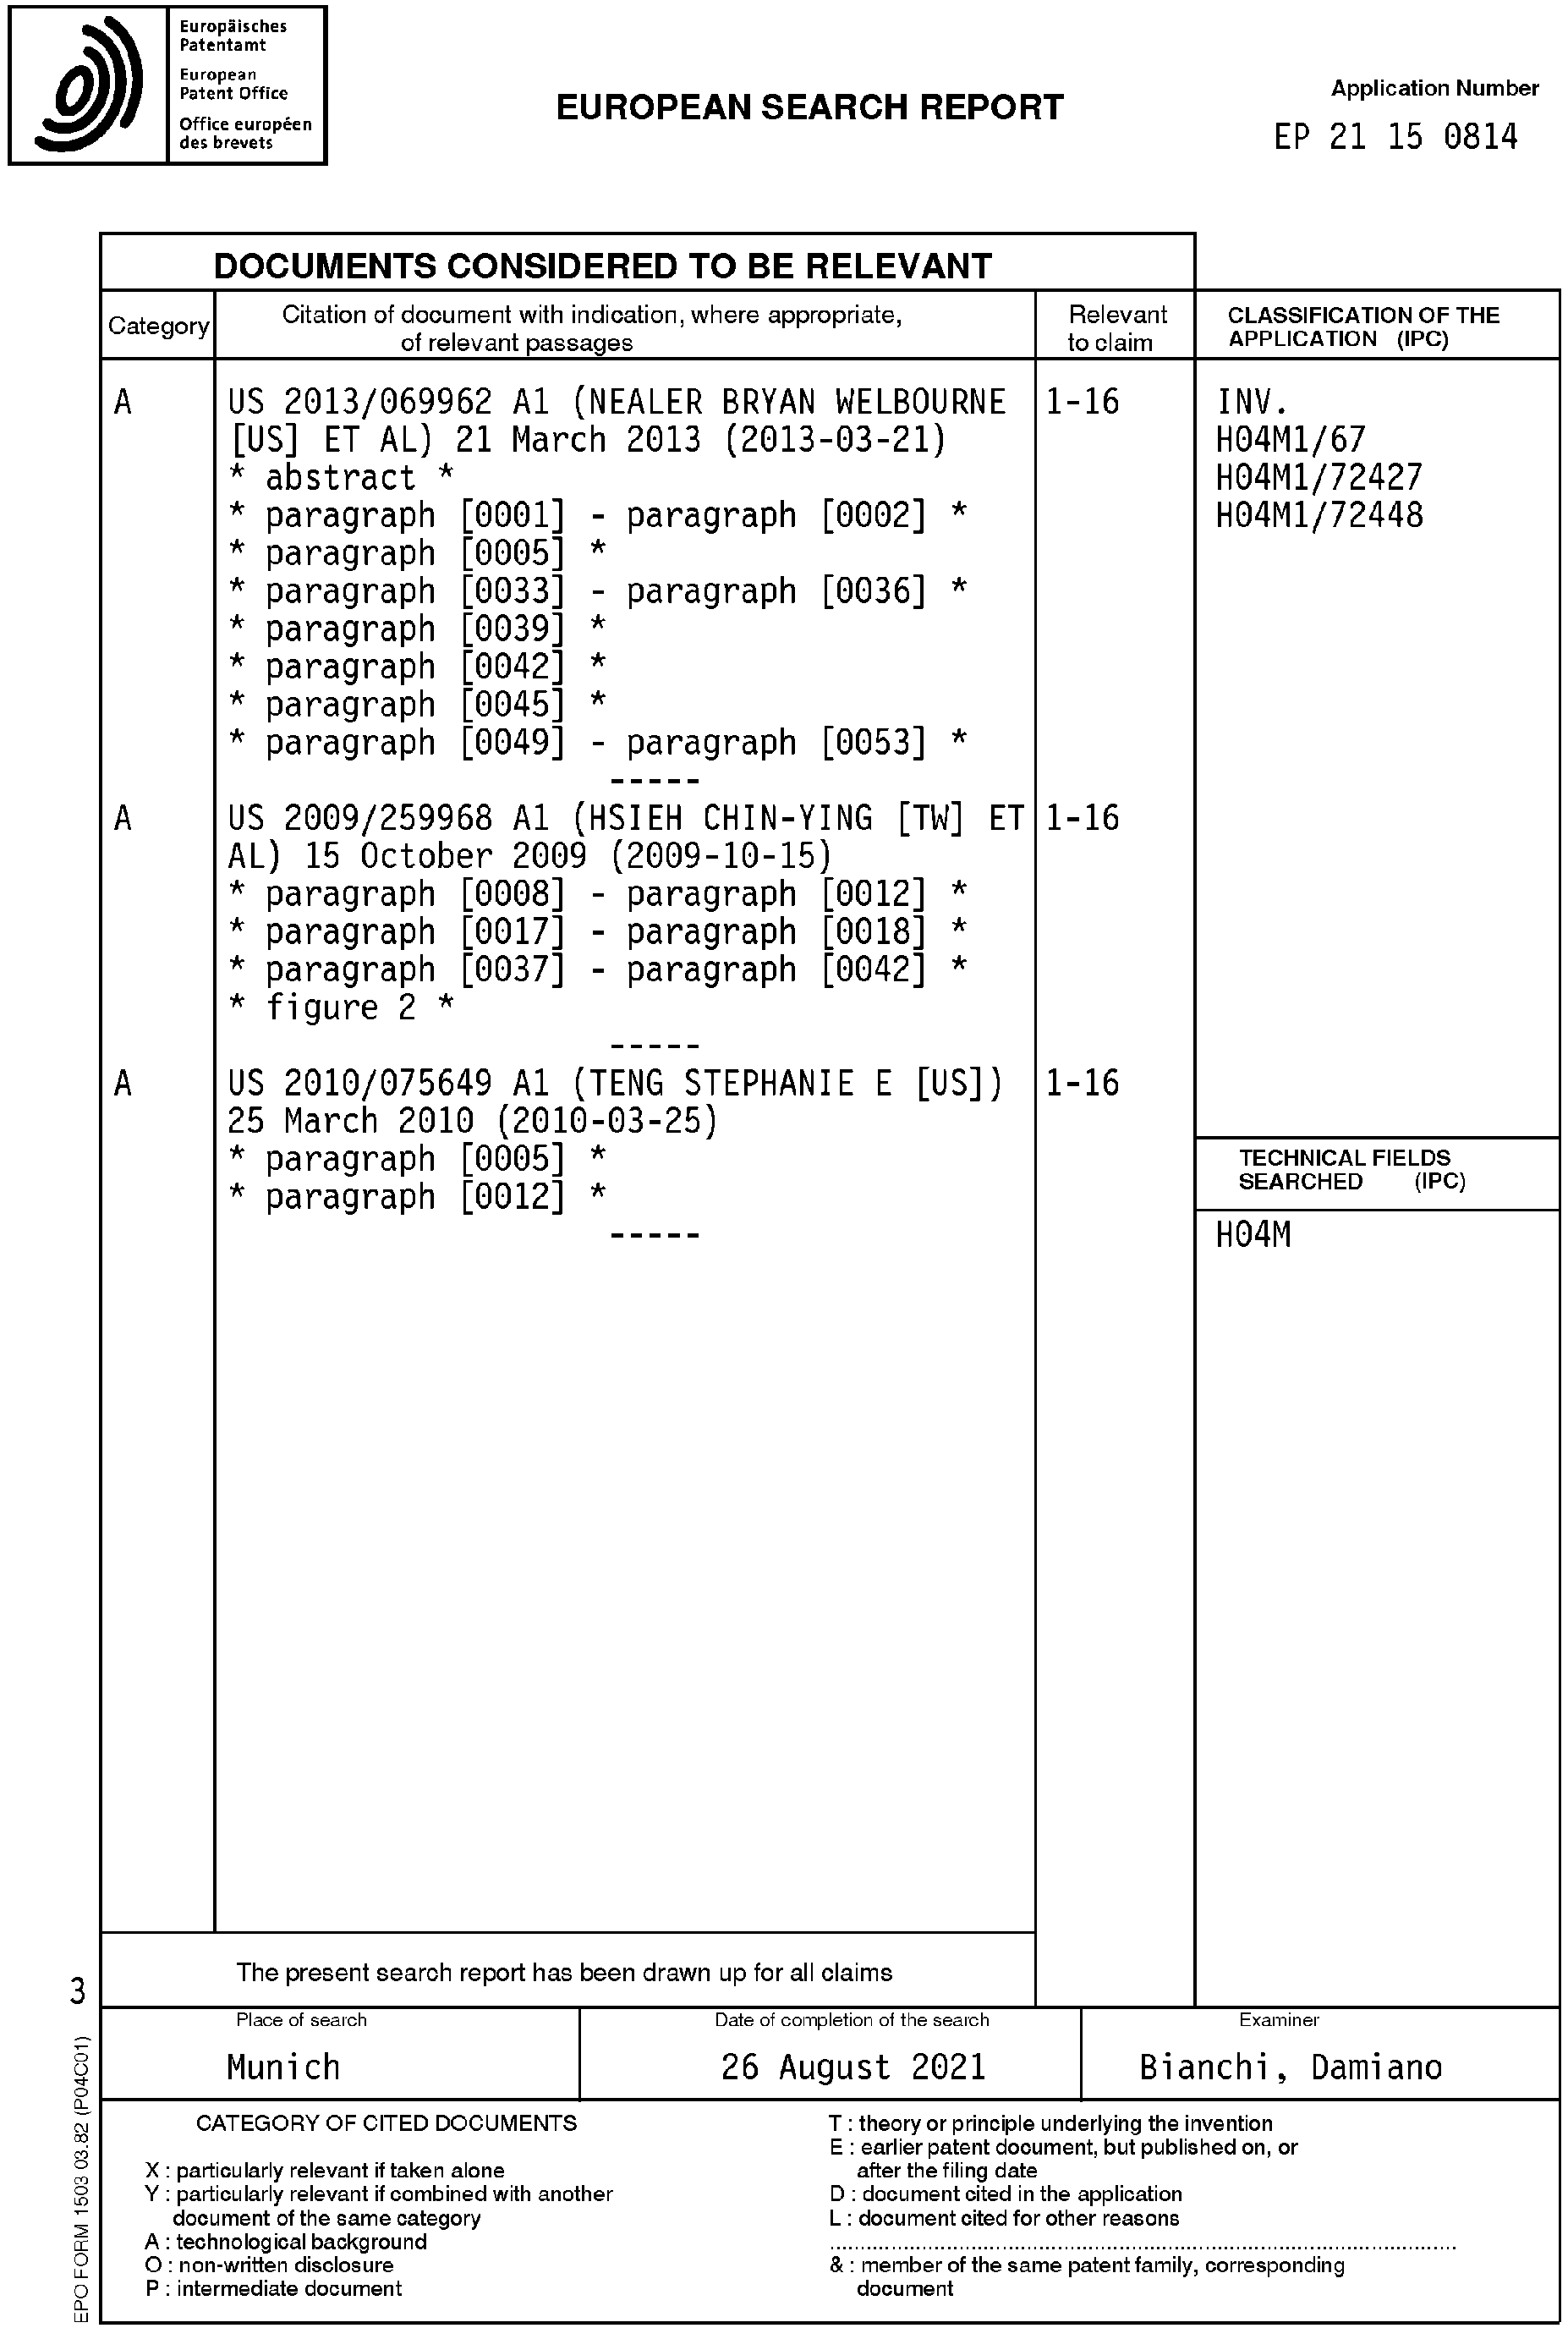 Europäisches
Patentamt
European
Patent Office
Office européen
des brevets
EUROPEAN SEARCH REPORT
Application Number
EP 21 15 0814
DOCUMENTS CONSIDERED TO BE RELEVANT
Category
Citation of document with indication, where appropriate,
of relevant passages
Relevant
to claim
CLASSIFICATION OF THE
APPLICATION (IPC)
A
US 2013/069962 A1 (NEALER BRYAN WELBOURNE
[US] ET AL) 21 March 2013 (2013-03-21)
* abstract *
* paragraph [0001] - paragraph [0002] *
* paragraph [0005] *
* paragraph [0033] - paragraph [0036] *
* paragraph [0039] *
* paragraph [0042] *
* paragraph [0045] *
* paragraph [0049] - paragraph [0053] *
-----
1-16
INV.
H04M1/67
H04M1/72427
H04M1/72448
A
US 2009/259968 A1 (HSIEH CHIN-YING [TW] ET
AL) 15 October 2009 (2009-10-15)
* paragraph [0008] - paragraph [0012] *
* paragraph [0017] - paragraph [0018] *
* paragraph [0037] - paragraph [0042] *
* figure 2 *
-----
1-16
A
US 2010/075649 A1 (TENG STEPHANIE E [US])
25 March 2010 (2010-03-25)
* paragraph [0005] *
* paragraph [0012] *
-----
1-16
TECHNICAL FIELDS
SEARCHED (IPC)
H04M
The present search report has been drawn up for all claims
3
EPO FORM 1503 03.82 (P04C01)
Place of search
Munich
Date of completion of the search
26 August 2021
Examiner
Bianchi, Damiano
CATEGORY OF CITED DOCUMENTS
X : particularly relevant if taken alone
Y : particularly relevant if combined with another
document of the same category
A : technological background
O : non-written disclosure
P : intermediate document
T : theory or principle underlying the invention
E : earlier patent document, but published on, or
after the filing date
D : document cited in the application
L : document cited for other reasons
& : member of the same patent family, corresponding
document